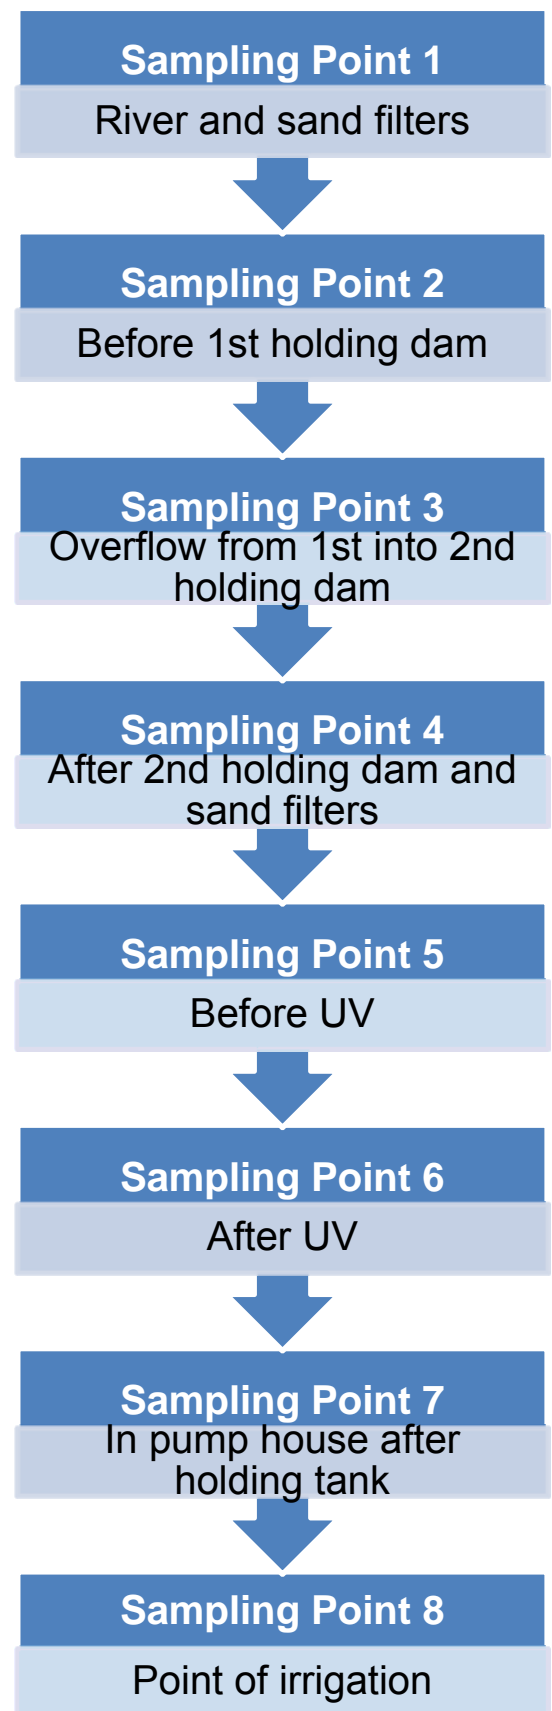 Sampling Point 1
River and sand filters
Sampling Point 2
Before 1st holding dam
Sampling Point 3
Overflow from 1st into 2nd
holding dam
Sampling Point 4
After 2nd holding dam and
sand filters
Sampling Point 5
Before UV
Sampling Point 6
After UV
Sampling Point 7
In pump house after
holding tank
Sampling Point 8
Point of irrigation